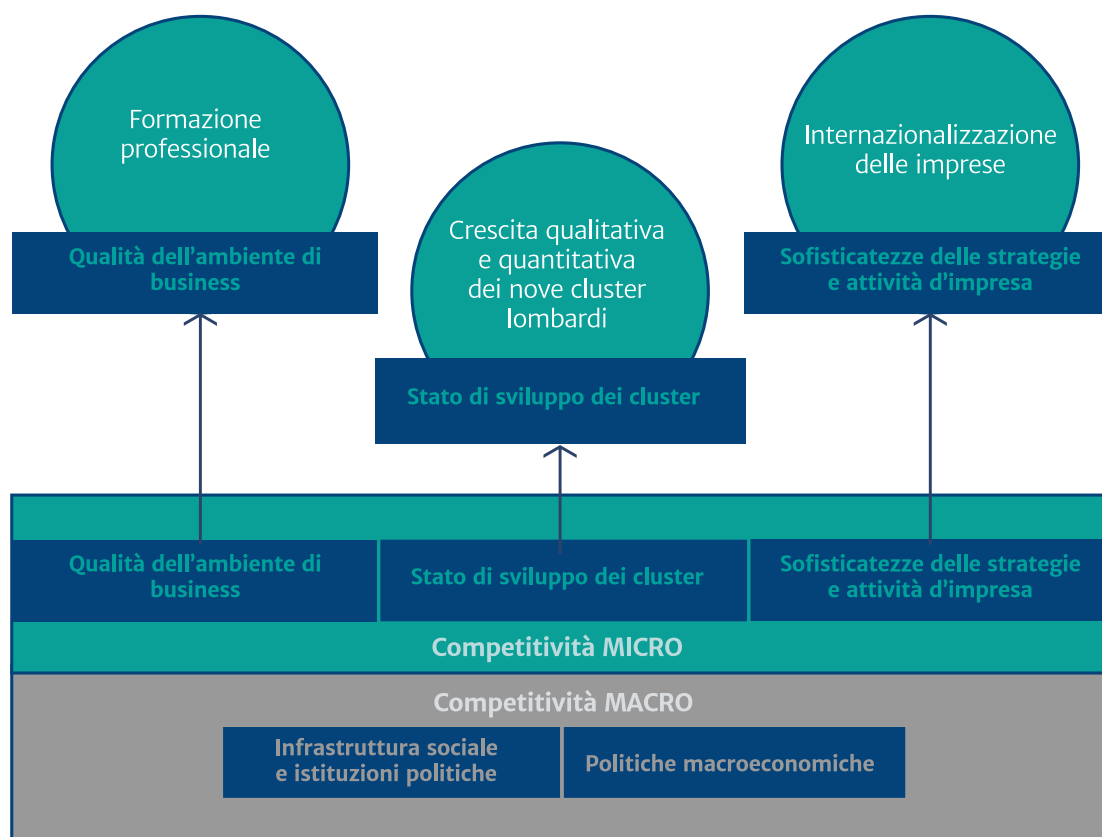 Formazione
professionale
Qualità dell'ambiente di
business
Crescita qualitativa
e quantitativa
dei nove cluster
lombardi
Stato di sviluppo dei cluster
Internazionalizzazione
delle imprese
Sofisticatezze delle strategie
e attività d'impresa
Qualità dell'ambiente di
business
Stato di sviluppo dei cluster
Sofisticatezze delle strategie
e attività d'impresa
Competitività MICRO
Competitività MACRO
Infrastruttura sociale
e istituzioni politiche
Politiche macroeconomiche